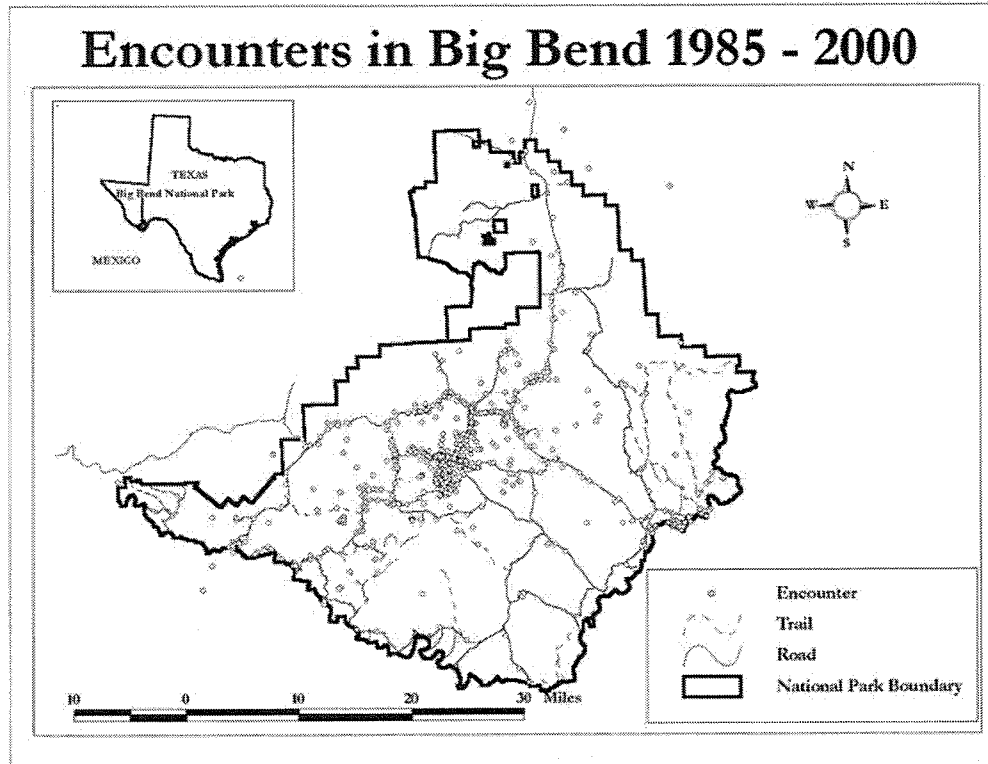 Encounters in Big Bend 1985 - 2000
TEXAS
Big Bend National Park
MEXICO
N
W
E
S
Encounter
Trail
Road
National Park Boundary
10 0 10 20 30 Miles